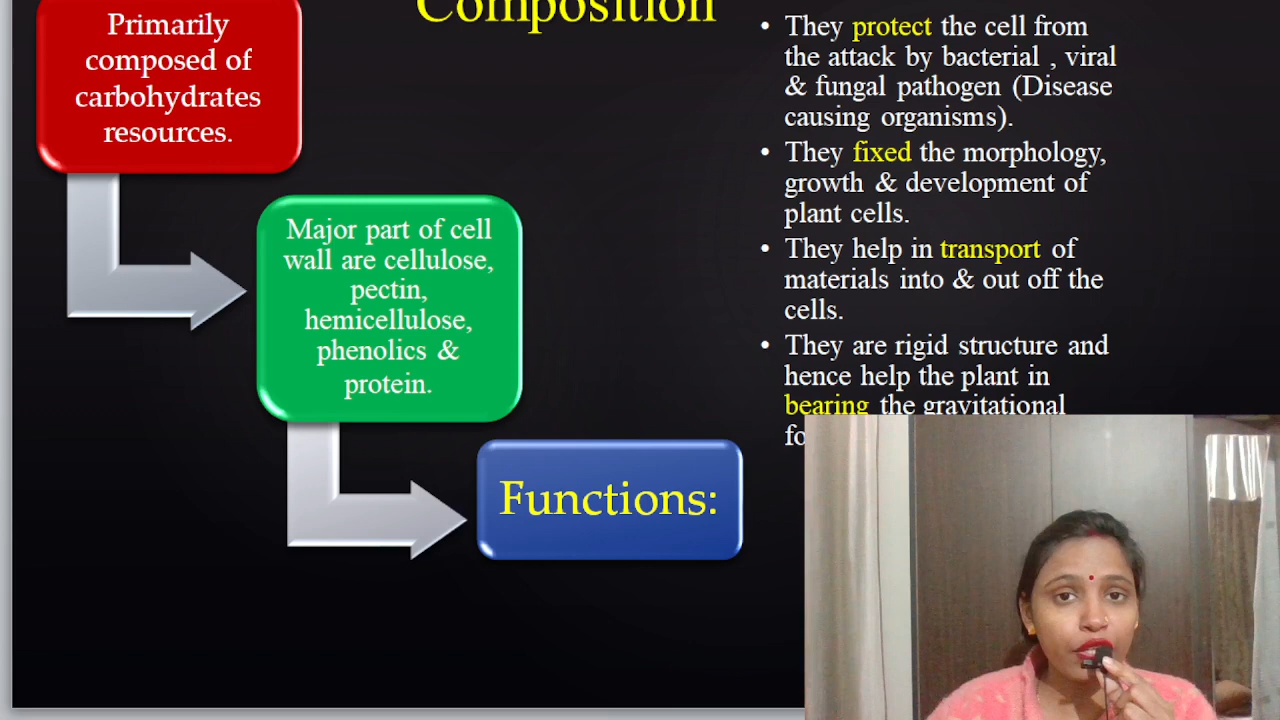 Composition
Primarily
composed of
carbohydrates
resources.
Major part of cell
wall are cellulose,
pectin,
hemicellulose,
phenolics &
protein.
Functions:
• They protect the cell from
the attack by bacterial , viral
& fungal pathogen (Disease
causing organisms).
• They fixed the morphology,
growth & development of
plant cells.
• They help in transport of
materials into & out off the
cells.
• They are rigid structure and
hence help the plant in
bearing the gravitational